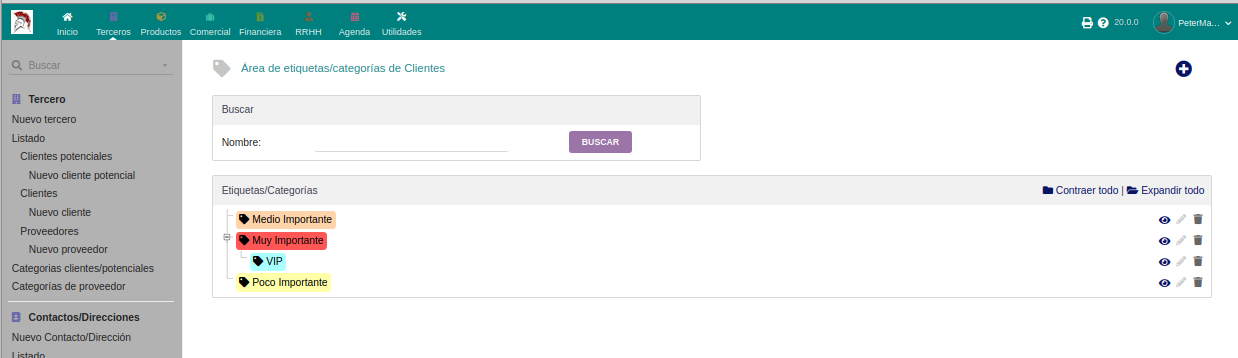 Inicio Terceros Productos Comercial Financiera RRHH Agenda Utilidades 20.0.0 PeterMa...
Buscar
Tercero
Nuevo tercero
Listado
Clientes potenciales
Nuevo cliente potencial
Clientes
Nuevo cliente
Proveedores
Nuevo proveedor
Categorias clientes/potenciales
Categorías de proveedor
Contactos/Direcciones
Nuevo Contacto/Dirección
Listado
Área de etiquetas/categorías de Clientes
Buscar
Nombre: BUSCAR
Etiquetas/Categorías Contraer todo | Expandir todo
Medio Importante
Muy Importante
VIP
Poco Importante